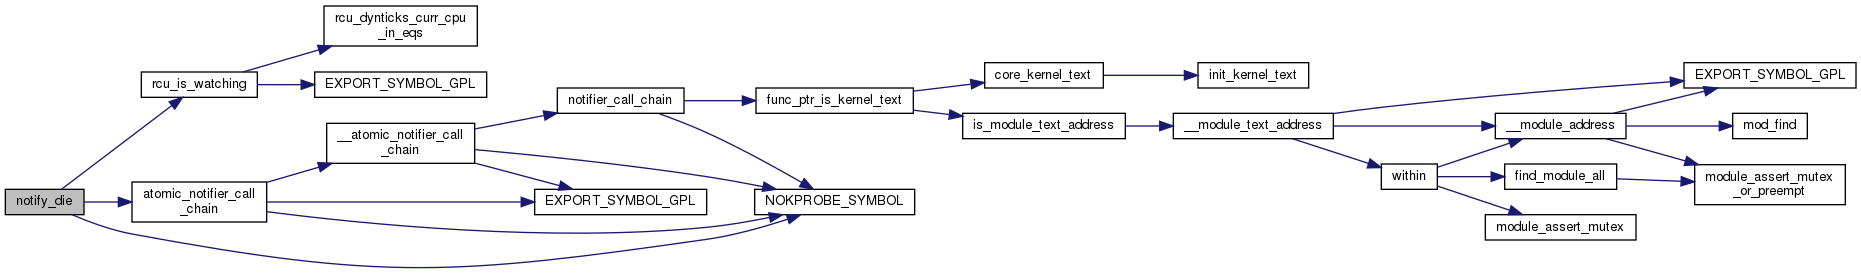 rcu_dynticks_curr_cpu
_in_eqs
rcu_is_watching
EXPORT_SYMBOL_GPL
notifier_call_chain
func_ptr_is_kernel_text
core_kernel_text
init_kernel_text
EXPORT_SYMBOL_GPL
is_module_text_address
__module_text_address
__module_address
mod_find
__atomic_notifier_call
_chain
within
find_module_all
module_assert_mutex
_or_preempt
notify_die
atomic_notifier_call
_chain
EXPORT_SYMBOL_GPL
NOKPROBE_SYMBOL
module_assert_mutex